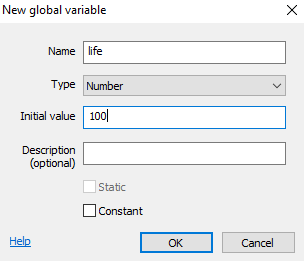 New global variable
Name life
Type Number
Initial value 100
Description
(optional)
Static
Constant
Help OK Cancel